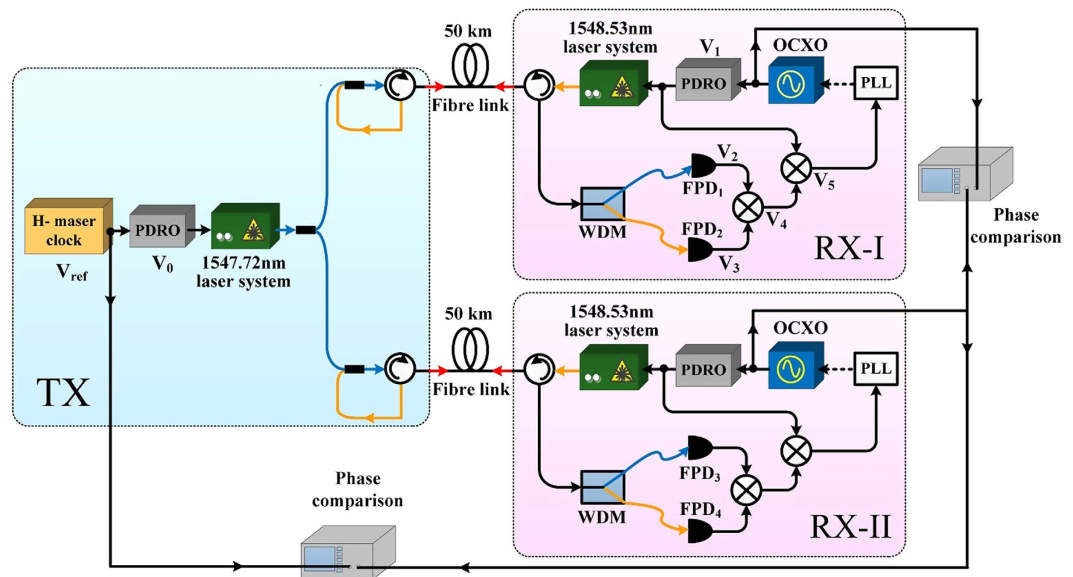 50 km
Fibre link
1548.53nm
laser system
V1
PDRO
OCXO
PLL
V2
FPD1
V4
V5
WDM
FPD2
V3
RX-I
Phase
comparison
H- maser
clock
Vref
PDRO
V0
1547.72nm
laser system
TX
50 km
Fibre link
1548.53nm
laser system
PDRO
OCXO
PLL
FPD3
WDM
FPD4
RX-II
Phase
comparison